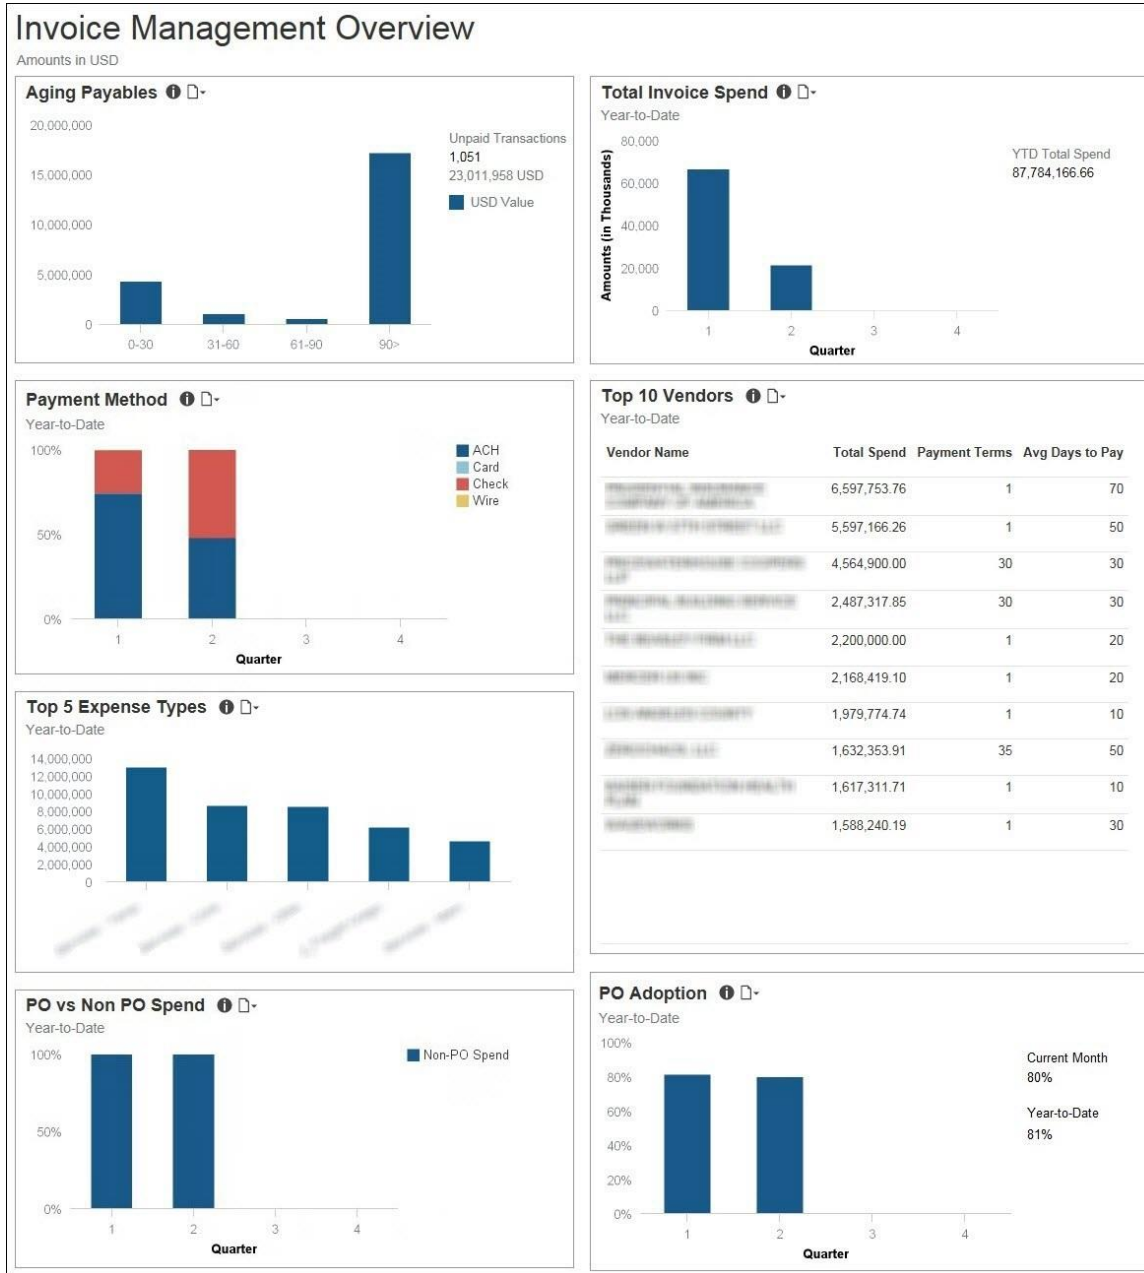 Invoice Management Overview
Amounts in USD
Aging Payables
20,000,000
15,000,000
10,000,000
5,000,000
0
0-30 31-60 61-90 90>
Unpaid Transactions
1,051
23,011,958 USD
USD Value
Total Invoice Spend
Year-to-Date
Amounts (in Thousands)
80.000
60.000
40.000
20.000
0
1 2 3 4
Quarter
YTD Total Spend
87,784,166.66
Payment Method
Year-to-Date
100%
50%
0%
1 2 3 4
Quarter
ACH
Card
Check
Wire
Top 10 Vendors
Year-to-Date
Vendor Name Total Spend Payment Terms Avg Days to Pay
6,597,753.76 1 70
5,597,166.26 1 50
4,564,900.00 30 30
2,487,317.85 30 30
2,200,000.00 1 20
2,168,419.10 1 20
1,979,774.74 1 10
1,632,353.91 35 50
1,617,311.71 1 10
1,588,240.19 1 30
Top 5 Expense Types
Year-to-Date
14,000,000
12,000,000
10,000,000
8,000,000
6,000,000
4,000,000
2,000,000
0
PO vs Non PO Spend
Year-to-Date
100%
50%
0%
1 2 3 4
Quarter
Non-PO Spend
PO Adoption
Year-to-Date
100%
80%
60%
40%
20%
0%
1 2 3 4
Quarter
Current Month
80%
Year-to-Date
81%